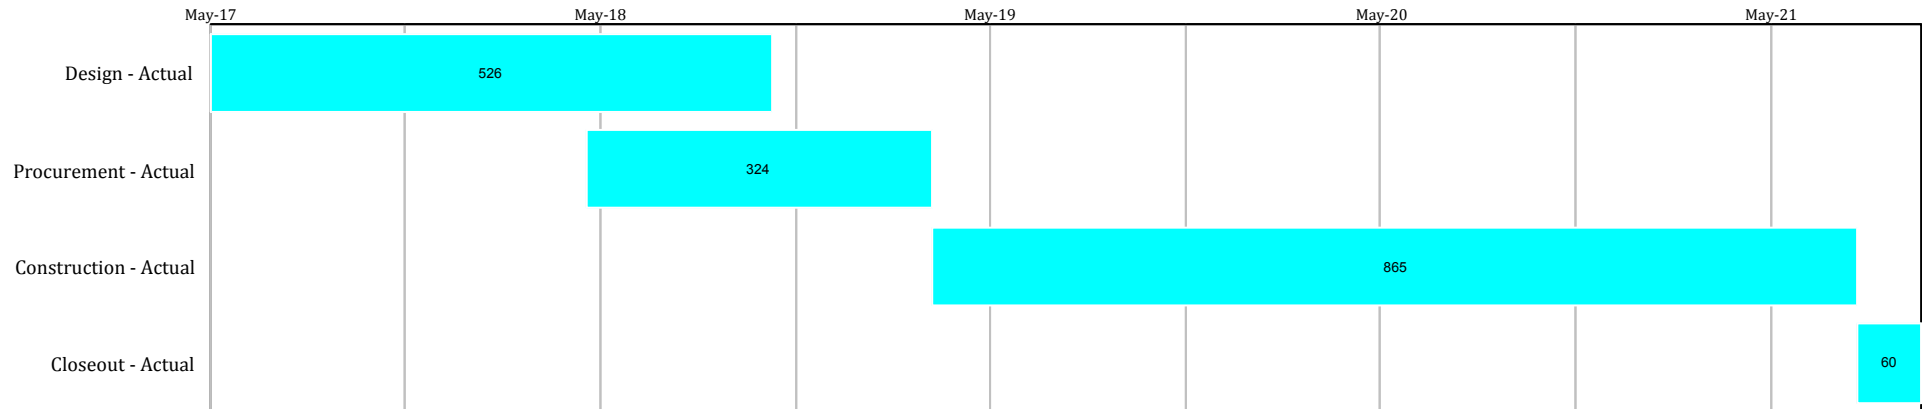 May-17 May-18 May-19 May-20 May-21
Design - Actual 526
Procurement - Actual 324
Construction - Actual 865
Closeout - Actual 60